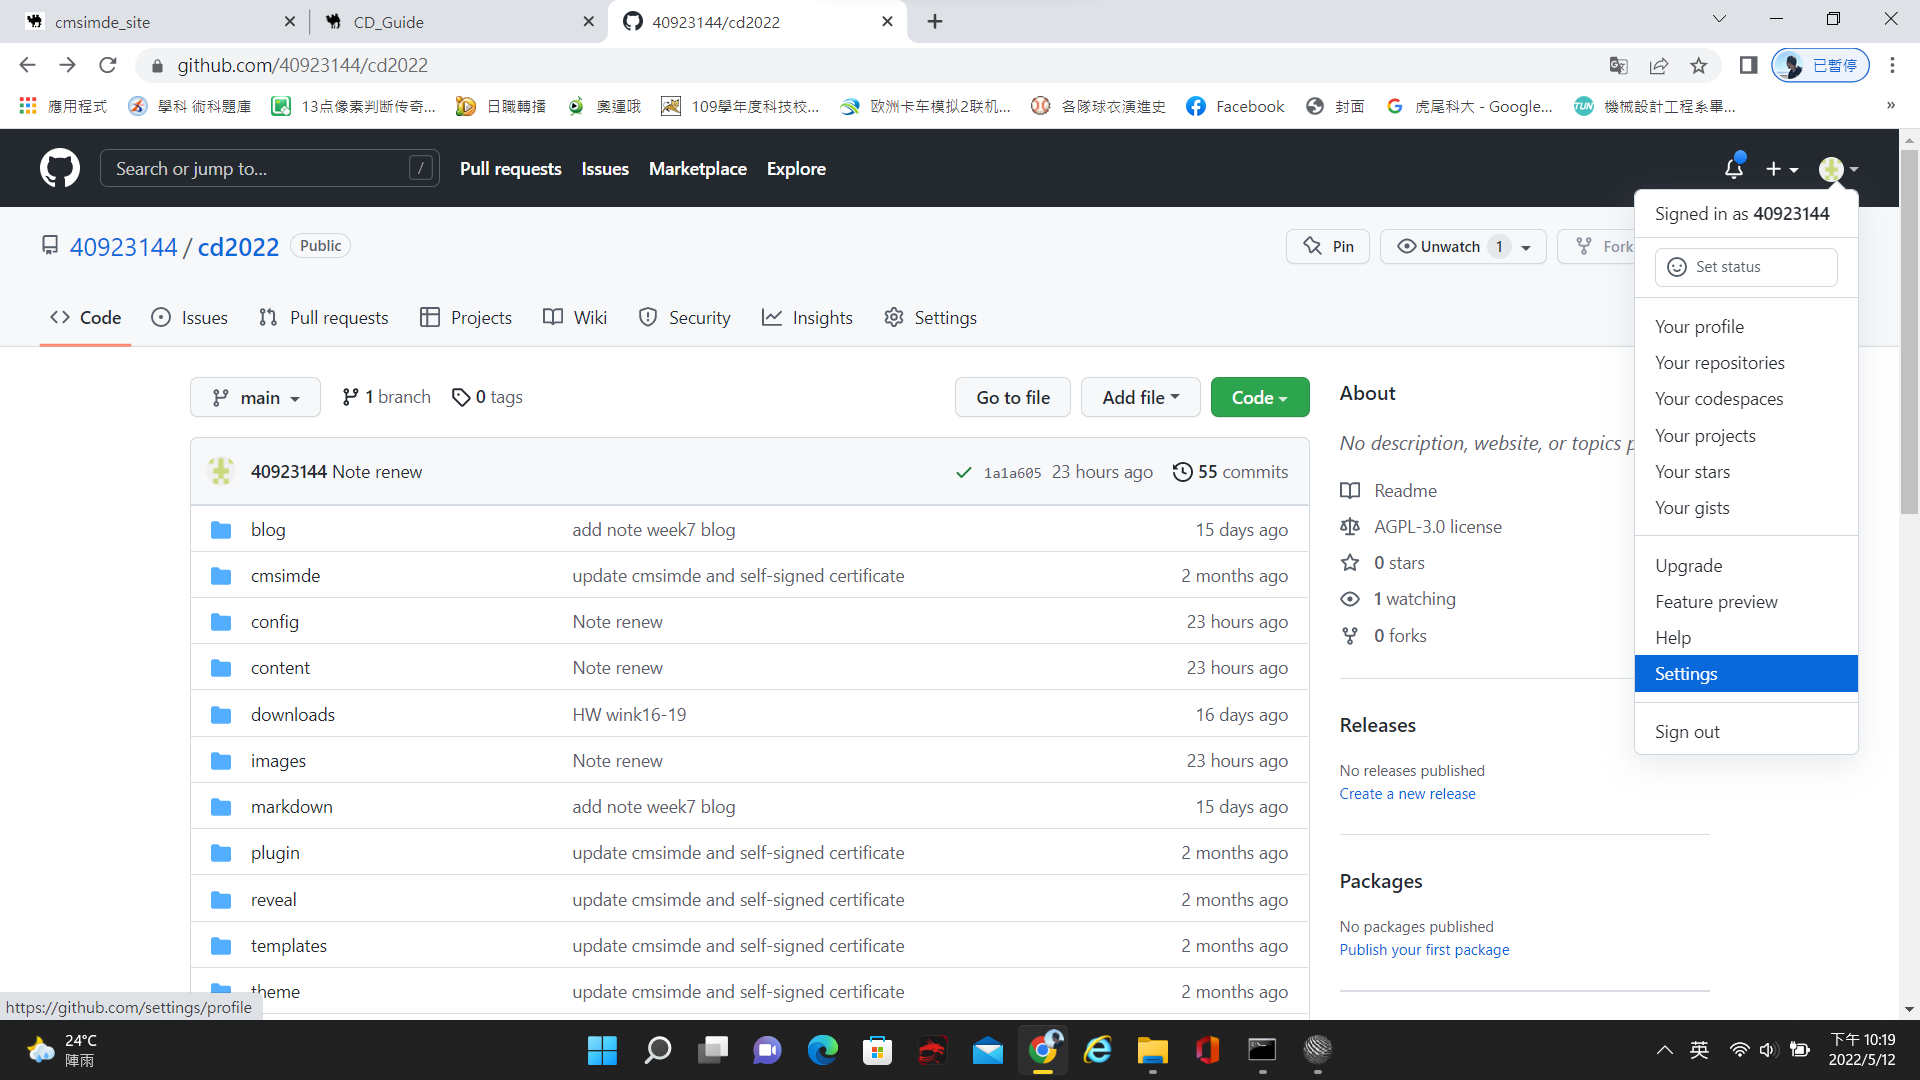 cmsimde_site
CD_Guide
40923144/cd2022
github.com/40923144/cd2022
已暫停
應用程式
學科 術科題庫
13点像素判断传奇...
日職轉播
奧運哦
109學年度科技校...
欧洲卡车模拟2联机...
各隊球衣演進史
Facebook
封面
虎尾科大 - Google...
機械設計工程系畢...
»
Search or jump to...
/
Pull requests
Issues
Marketplace
Explore
Signed in as 40923144
Set status
Your profile
Your repositories
Your codespaces
Your projects
Your stars
Your gists
Upgrade
Feature preview
Help
Settings
Sign out
40923144 / cd2022
Public
Pin
Unwatch 1
Fork
Code
Issues
Pull requests
Projects
Wiki
Security
Insights
Settings
main
1 branch
0 tags
Go to file
Add file
Code
40923144 Note renew
1a1a605 23 hours ago
55 commits
blog add note week7 blog 15 days ago
cmsimde update cmsimde and self-signed certificate 2 months ago
config Note renew 23 hours ago
content Note renew 23 hours ago
downloads HW wink16-19 16 days ago
images Note renew 23 hours ago
markdown add note week7 blog 15 days ago
plugin update cmsimde and self-signed certificate 2 months ago
reveal update cmsimde and self-signed certificate 2 months ago
templates update cmsimde and self-signed certificate 2 months ago
theme update cmsimde and self-signed certificate 2 months ago
About
No description, website, or topics
Readme
AGPL-3.0 license
0 stars
1 watching
0 forks
Releases
No releases published
Create a new release
Packages
No packages published
Publish your first package
https://github.com/settings/profile
24°C
陣雨
英
下午 10:19
2022/5/12